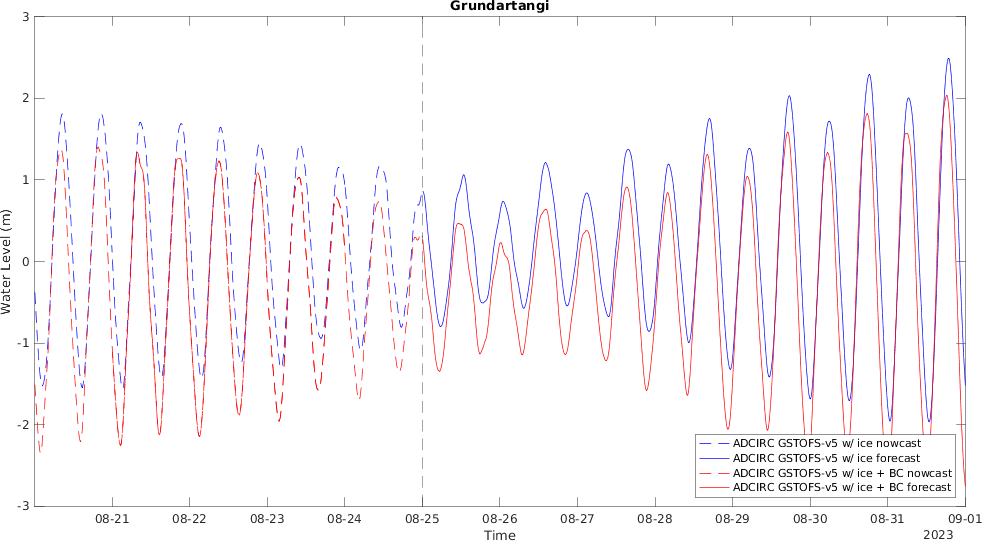 Grundartangi
3
2
1
0
-1
-2
-3
Water Level (m)
ADCIRC GSTOFS-v5 w/ ice nowcast
ADCIRC GSTOFS-v5 w/ ice forecast
ADCIRC GSTOFS-v5 w/ ice + BC nowcast
ADCIRC GSTOFS-v5 w/ ice + BC forecast
08-21 08-22 08-23 08-24 08-25 08-26 08-27 08-28 08-29 08-30 08-31 09-01
Time
2023